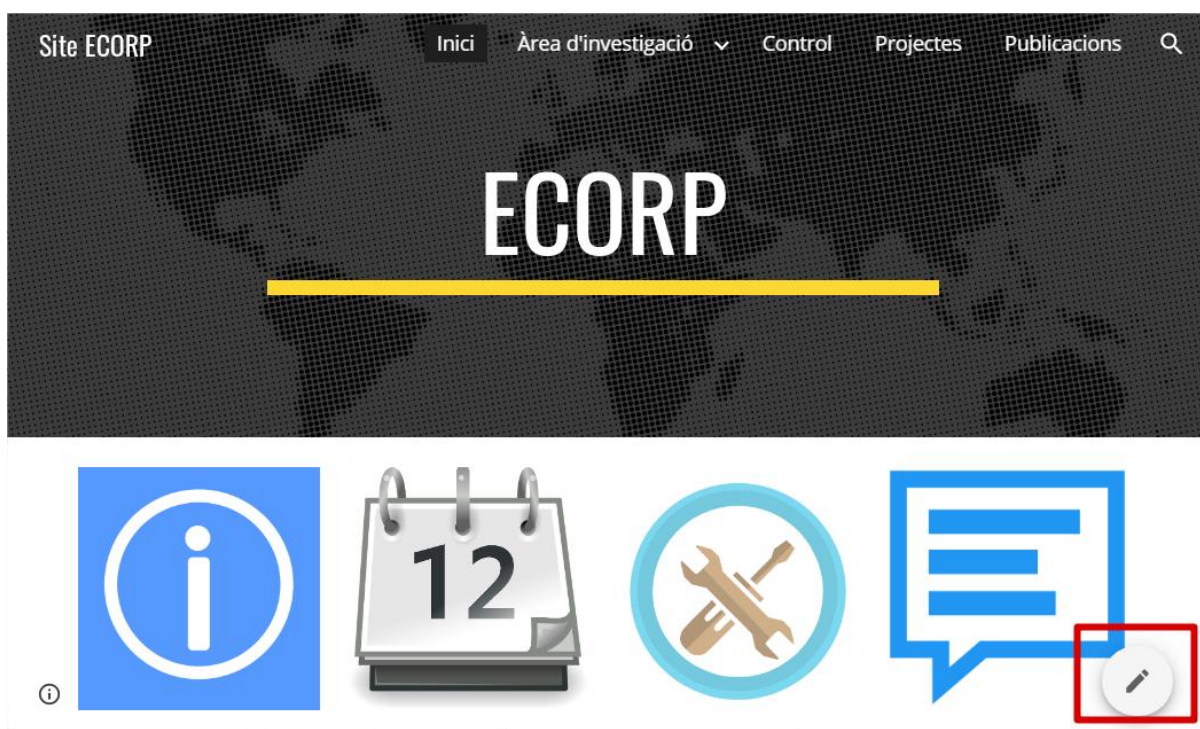 Site ECORP
Inici Àrea d'investigació Control Projectes Publicacions
ECORP
12